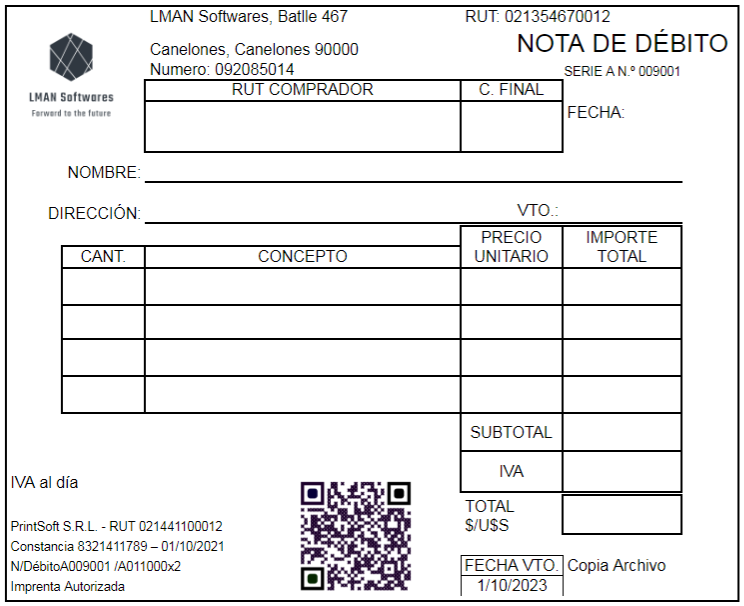 LMAN Softwares, Batlle 467
RUT: 021354670012
Canelones, Canelones 90000
Numero: 092085014
NOTA DE DÉBITO
SERIE A N.º 009001
LMAN Softwares
Forward to the future
RUT COMPRADOR
C. FINAL
FECHA:
NOMBRE:
DIRECCIÓN:
VTO.:
CANT.
CONCEPTO
PRECIO
UNITARIO
IMPORTE
TOTAL
SUBTOTAL
IVA
IVA al día
TOTAL
$/U$S
PrintSoft S.R.L. - RUT 021441100012
Constancia 8321411789 – 01/10/2021
N/DébitoA009001 /A011000x2
Imprenta Autorizada
FECHA VTO.
1/10/2023
Copia Archivo